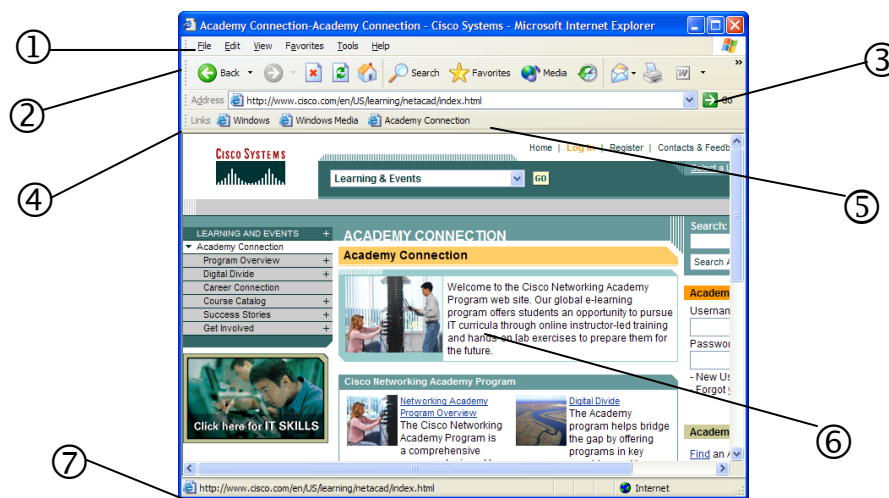 Academy Connection-Academy Connection - Cisco Systems - Microsoft Internet Explorer
① File Edit View Favorites Tools Help
② Back Search Favorites Media W »
③
Address http://www.cisco.com/en/US/learning/netacad/index.html Go
Links Windows Windows Media Academy Connection
④
⑤
CISCO SYSTEMS
Home | Log In | Register | Contacts & Feedb
Select a L
Learning & Events GO
LEARNING AND EVENTS +
Academy Connection
Program Overview +
Digital Divide +
Career Connection
Course Catalog +
Success Stories +
Get Involved +
Click here for IT SKILLS
ACADEMY CONNECTION
Academy Connection
Welcome to the Cisco Networking Academy
Program web site. Our global e-learning
program offers students an opportunity to pursue
IT curricula through online instructor-led training
and hands-on lab exercises to prepare them for
the future.
Cisco Networking Academy Program
Networking Academy
Program Overview
The Cisco Networking
Academy Program is
a comprehensive
Digital Divide
The Academy
program helps bridge
the gap by offering
programs in key
Search:
Search A
Academ
Usernam
Passwor
- New Us
- Forgot y
⑥
Academ
Find an A
⑦
http://www.cisco.com/en/US/learning/netacad/index.html Internet